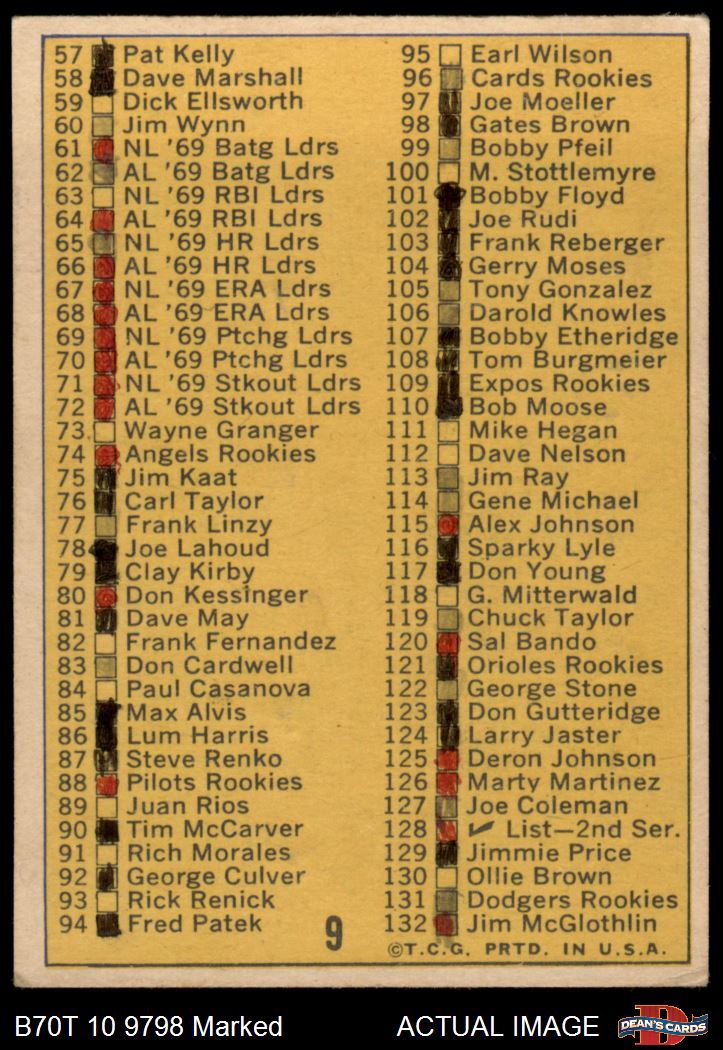 57 Pat Kelly
58 Dave Marshall
59 Dick Ellsworth
60 Jim Wynn
61 NL '69 Batg Ldrs
62 AL '69 Batg Ldrs
63 NL '69 RBI Ldrs
64 AL '69 RBI Ldrs
65 NL '69 HR Ldrs
66 AL '69 HR Ldrs
67 NL '69 ERA Ldrs
68 AL '69 ERA Ldrs
69 NL '69 Ptchg Ldrs
70 AL '69 Ptchg Ldrs
71 NL '69 Stkout Ldrs
72 AL '69 Stkout Ldrs
73 Wayne Granger
74 Angels Rookies
75 Jim Kaat
76 Carl Taylor
77 Frank Linzy
78 Joe Lahoud
79 Clay Kirby
80 Don Kessinger
81 Dave May
82 Frank Fernandez
83 Don Cardwell
84 Paul Casanova
85 Max Alvis
86 Lum Harris
87 Steve Renko
88 Pilots Rookies
89 Juan Rios
90 Tim McCarver
91 Rich Morales
92 George Culver
93 Rick Renick
94 Fred Patek
9
95 Earl Wilson
96 Cards Rookies
97 Joe Moeller
98 Gates Brown
99 Bobby Pfeil
100 M. Stottlemyre
101 Bobby Floyd
102 Joe Rudi
103 Frank Reberger
104 Gerry Moses
105 Tony Gonzalez
106 Darold Knowles
107 Bobby Etheridge
108 Tom Burgmeier
109 Expos Rookies
110 Bob Moose
111 Mike Hegan
112 Dave Nelson
113 Jim Ray
114 Gene Michael
115 Alex Johnson
116 Sparky Lyle
117 Don Young
118 G. Mitterwald
119 Chuck Taylor
120 Sal Bando
121 Orioles Rookies
122 George Stone
123 Don Gutteridge
124 Larry Jaster
125 Deron Johnson
126 Marty Martinez
127 Joe Coleman
128 ✓ List—2nd Ser.
129 Jimmie Price
130 Ollie Brown
131 Dodgers Rookies
132 Jim McGlothlin
©T.C.G. PRTD. IN U.S.A.
B70T 10 9798 Marked
ACTUAL IMAGE
DEAN'S CARDS